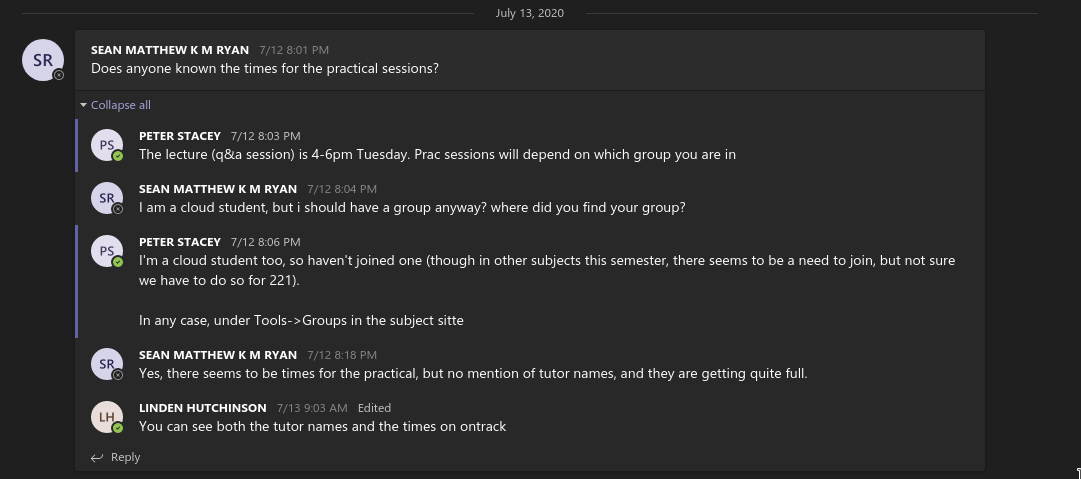 July 13, 2020
SR
SEAN MATTHEW K M RYAN 7/12 8:01 PM
Does anyone known the times for the practical sessions?
Collapse all
PS
PETER STACEY 7/12 8:03 PM
The lecture (q&a session) is 4-6pm Tuesday. Prac sessions will depend on which group you are in
SR
SEAN MATTHEW K M RYAN 7/12 8:04 PM
I am a cloud student, but i should have a group anyway? where did you find your group?
PS
PETER STACEY 7/12 8:06 PM
I'm a cloud student too, so haven't joined one (though in other subjects this semester, there seems to be a need to join, but not sure
we have to do so for 221).
In any case, under Tools->Groups in the subject sitte
SR
SEAN MATTHEW K M RYAN 7/12 8:18 PM
Yes, there seems to be times for the practical, but no mention of tutor names, and they are getting quite full.
LH
LINDEN HUTCHINSON 7/13 9:03 AM Edited
You can see both the tutor names and the times on ontrack
Reply